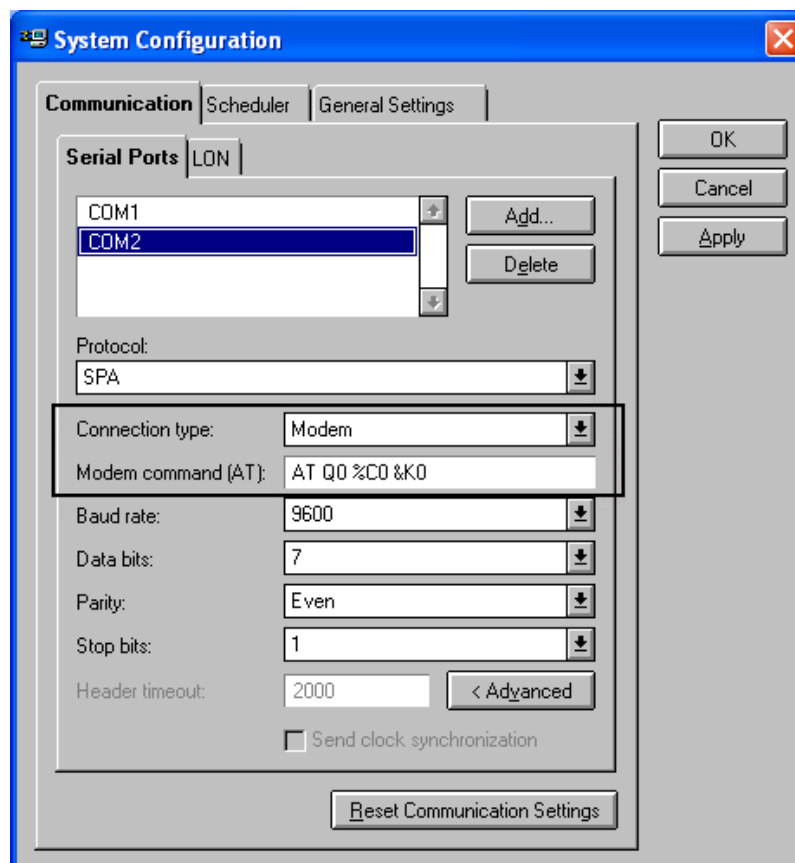 System Configuration
Communication Scheduler General Settings
Serial Ports LON
OK
Cancel
Apply
COM1
COM2
Add...
Delete
Protocol:
SPA
Connection type: Modem
Modem command (AT): AT Q0 %C0 &K0
Baud rate: 9600
Data bits: 7
Parity: Even
Stop bits: 1
Header timeout: 2000 < Advanced
Send clock synchronization
Reset Communication Settings